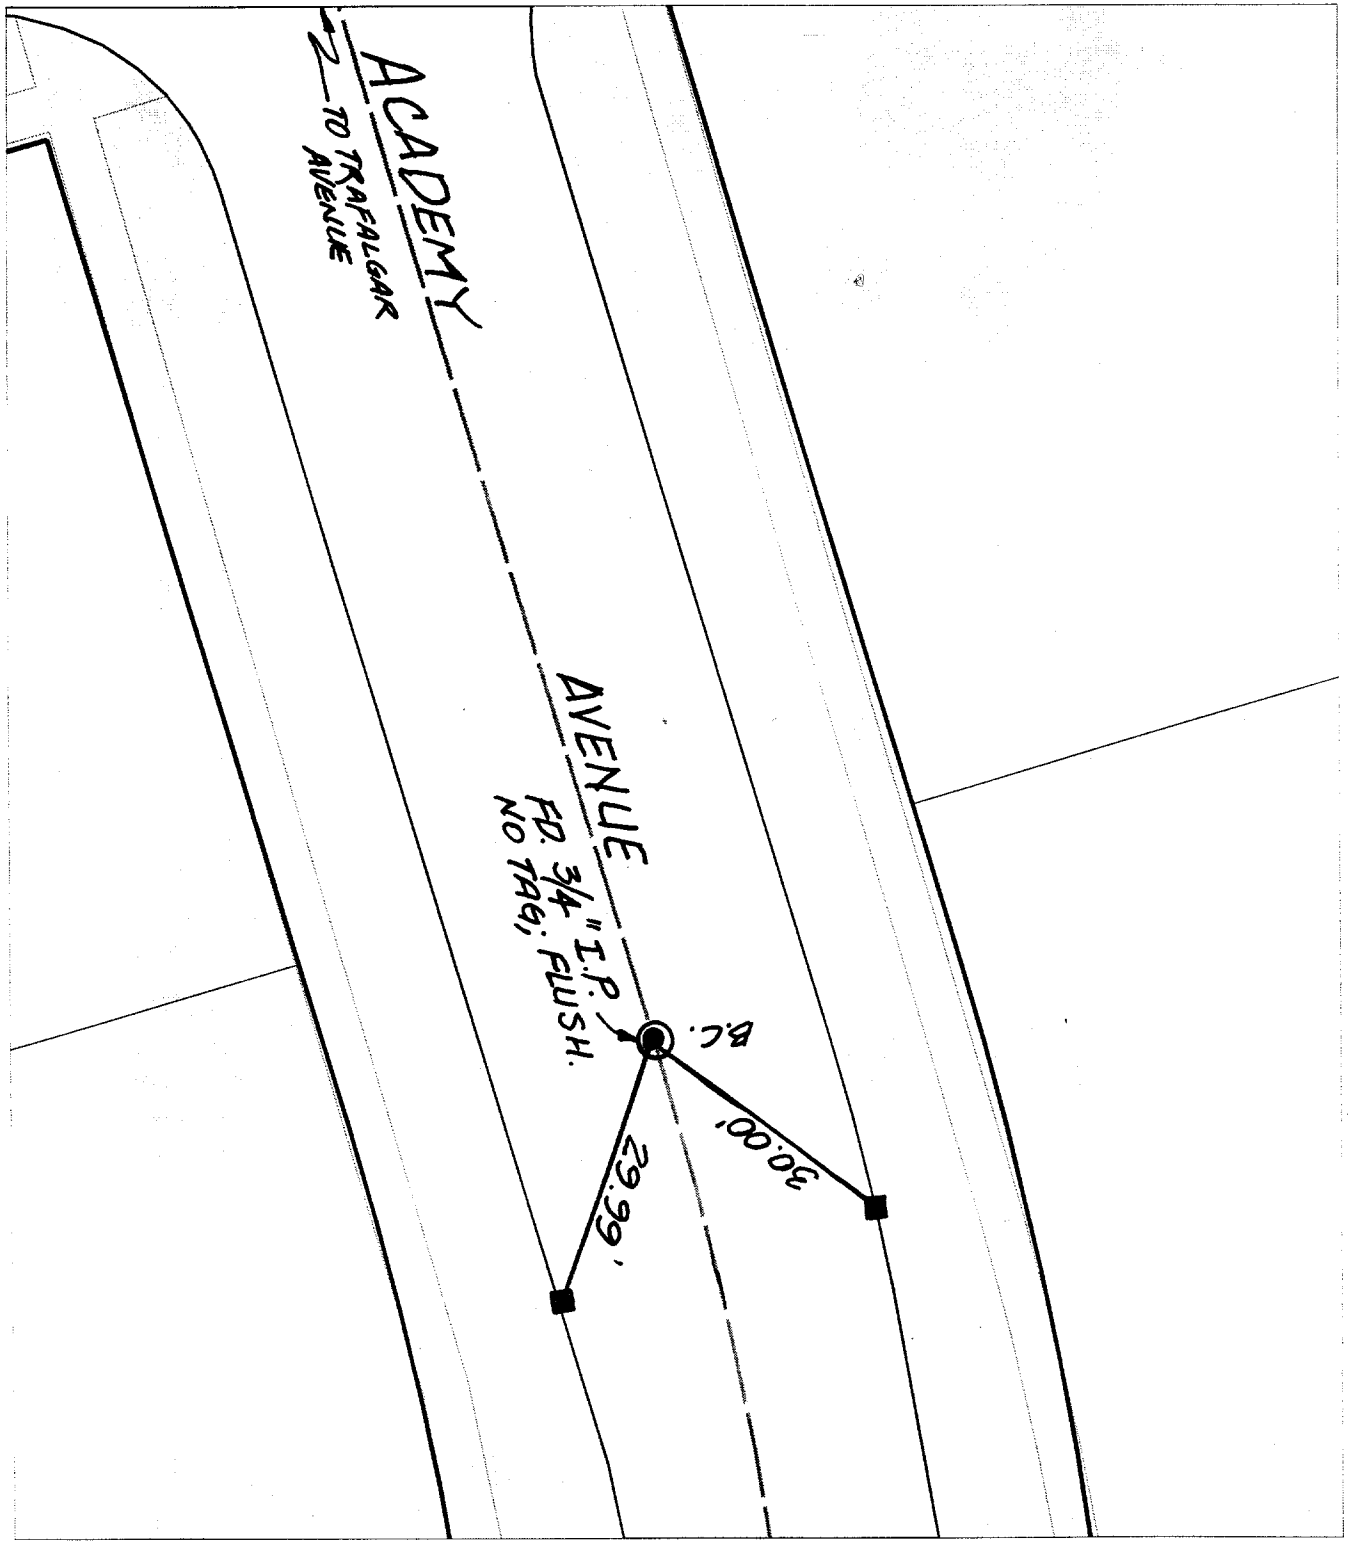 ACADEMY
TO TRAFALGAR
AVENUE
AVENUE
FD. 3/4" I.P.
NO TAG; FLUSH.
B.C.
30.00'
29.99'